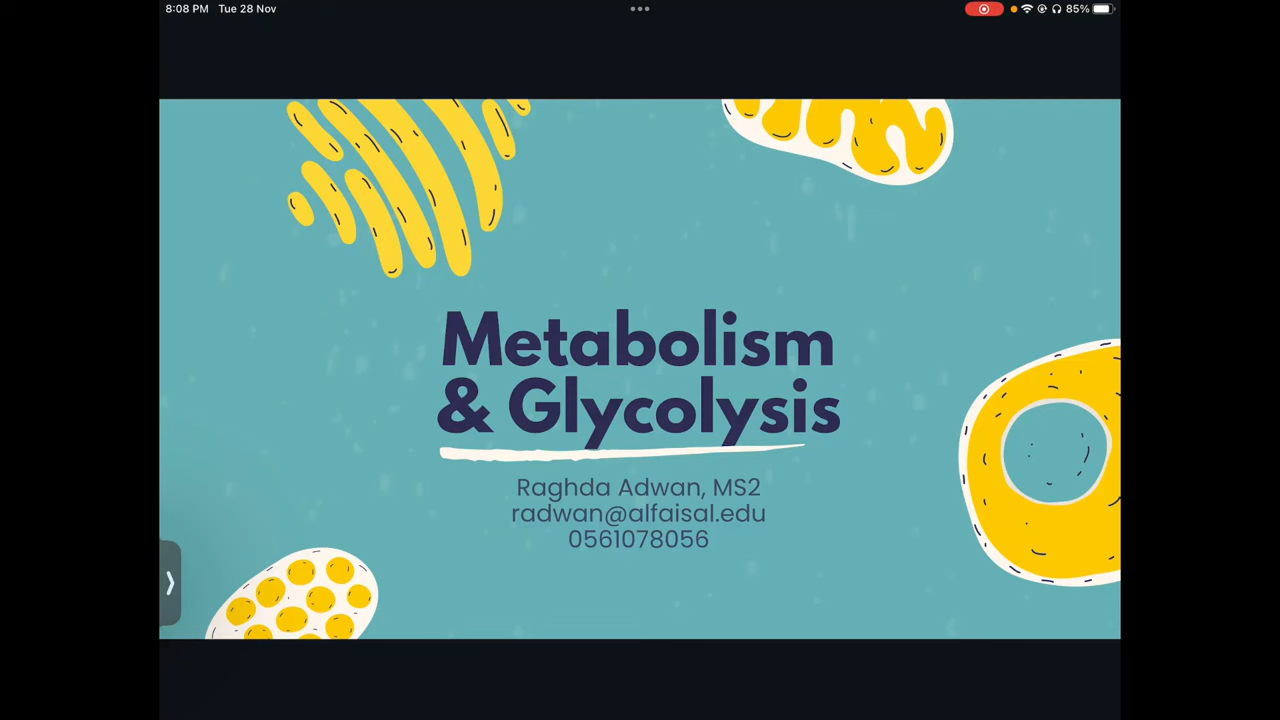 8:08 PM Tue 28 Nov
85%
Metabolism
& Glycolysis
Raghda Adwan, MS2
radwan@alfaisal.edu
0561078056